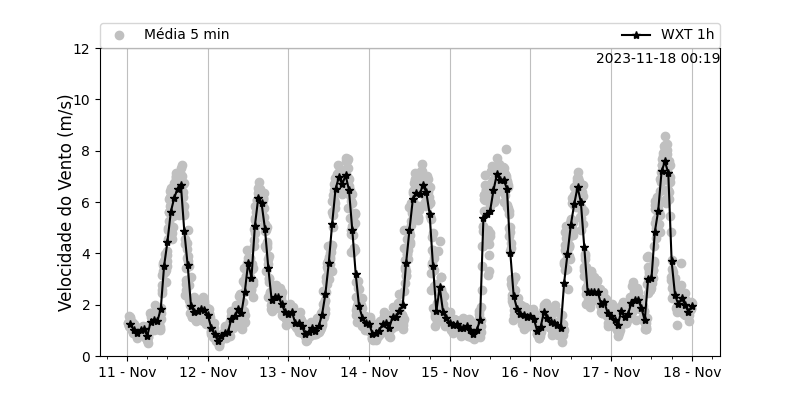 Média 5 min
WXT 1h
2023-11-18 00:19
Velocidade do Vento (m/s)
12
10
8
6
4
2
0
11 - Nov 12 - Nov 13 - Nov 14 - Nov 15 - Nov 16 - Nov 17 - Nov 18 - Nov